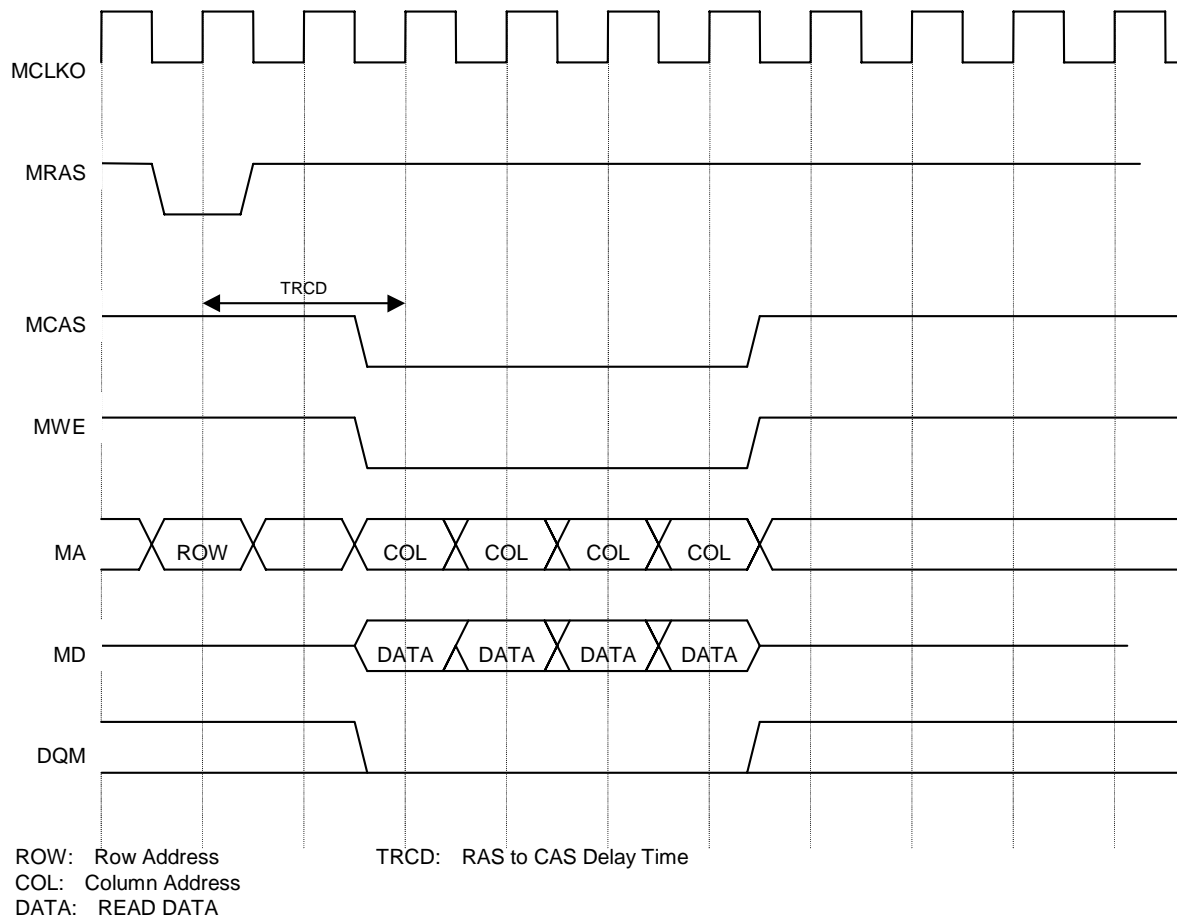 MCLKO
MRAS
TRCD
MCAS
MWE
MA ROW COL COL COL COL
MD DATA DATA DATA DATA
DQM
ROW: Row Address TRCD: RAS to CAS Delay Time
COL: Column Address
DATA: READ DATA